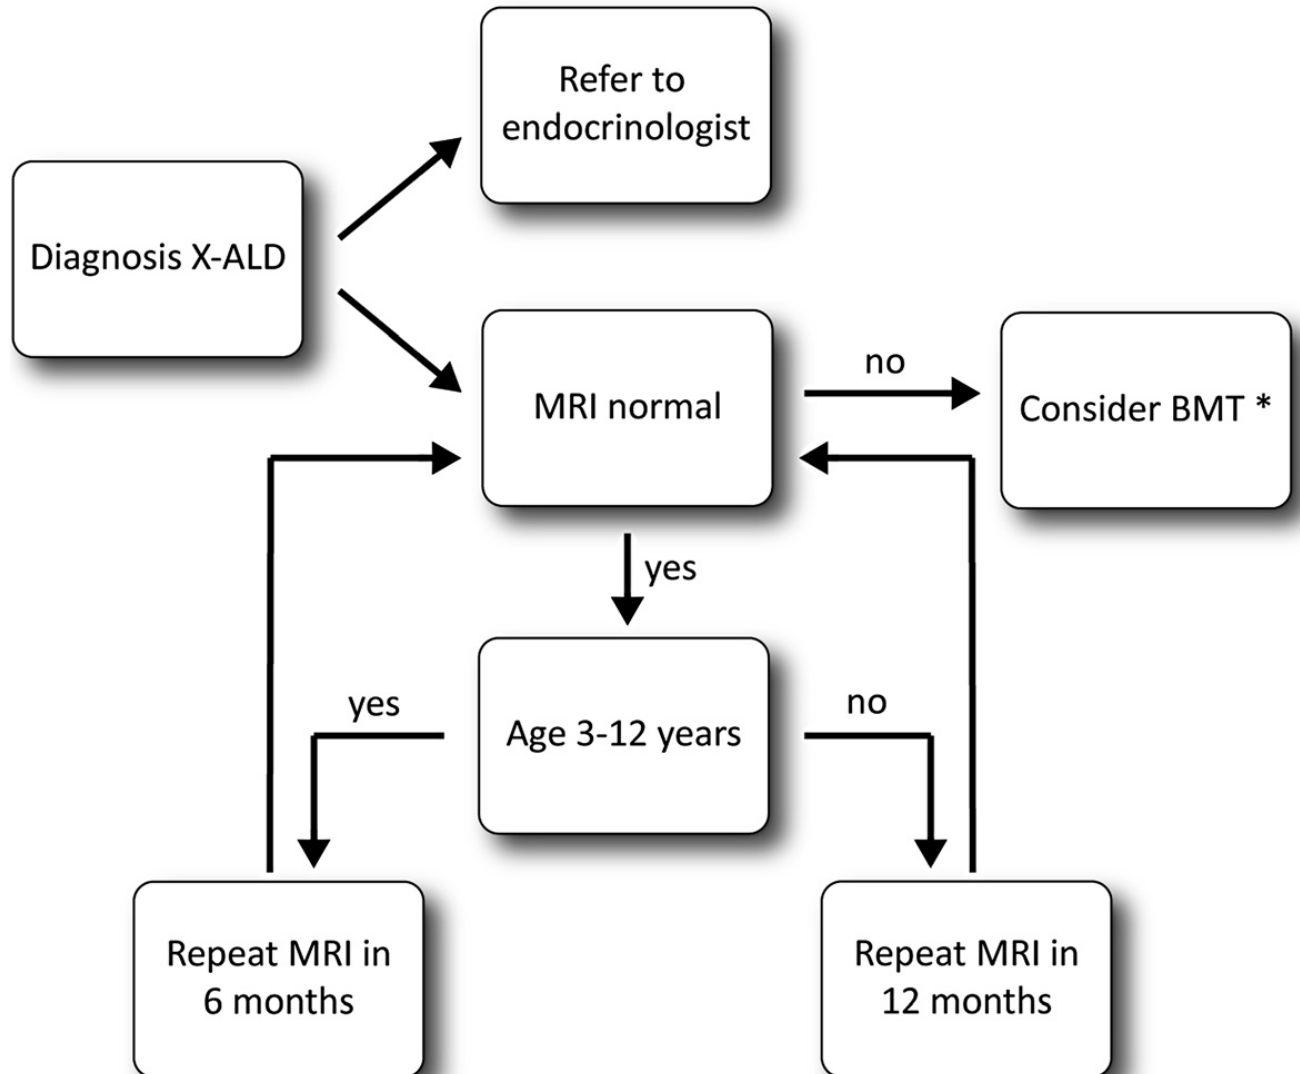 Refer to
endocrinologist
Diagnosis X-ALD
MRI normal
no
Consider BMT *
yes
Age 3-12 years
yes
no
Repeat MRI in
6 months
Repeat MRI in
12 months